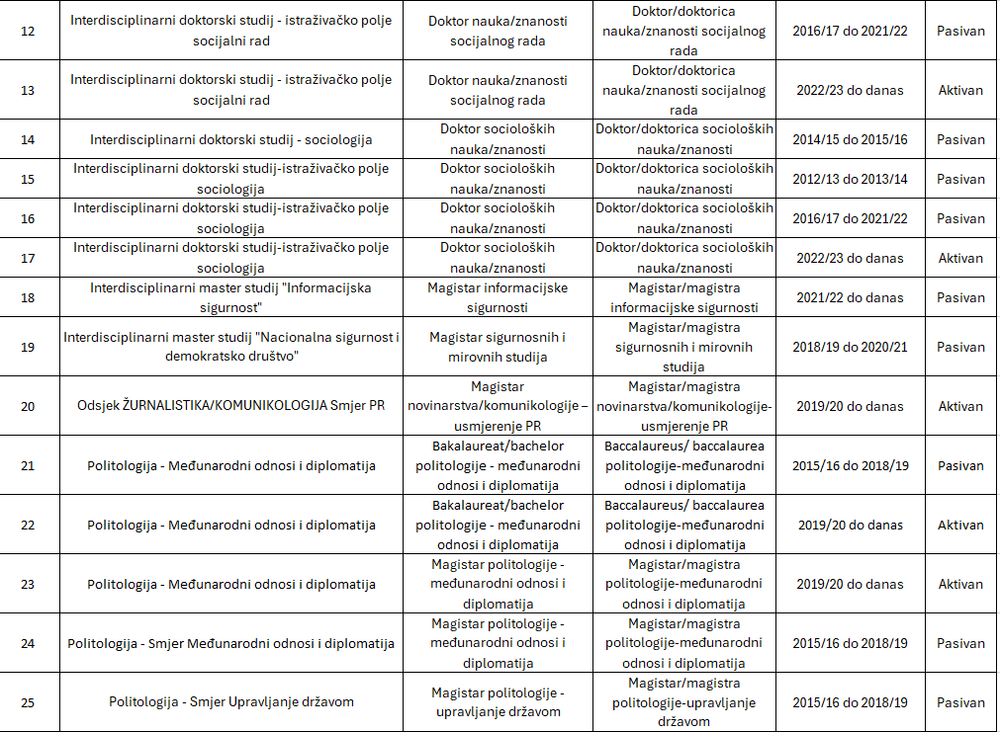 12
Interdisciplinarni doktorski studij - istraživačko polje
socijalni rad
Doktor nauka/znanosti
socijalnog rada
Doktor/doktorica
nauka/znanosti socijalnog
rada
2016/17 do 2021/22
Pasivan
13
Interdisciplinarni doktorski studij - istraživačko polje
socijalni rad
Doktor nauka/znanosti
socijalnog rada
Doktor/doktorica
nauka/znanosti socijalnog
rada
2022/23 do danas
Aktivan
14
Interdisciplinarni doktorski studij - sociologija
Doktor socioloških
nauka/znanosti
Doktor/doktorica socioloških
nauka/znanosti
2014/15 do 2015/16
Pasivan
15
Interdisciplinarni doktorski studij-istraživačko polje
sociologija
Doktor socioloških
nauka/znanosti
Doktor/doktorica socioloških
nauka/znanosti
2012/13 do 2013/14
Pasivan
16
Interdisciplinarni doktorski studij-istraživačko polje
sociologija
Doktor socioloških
nauka/znanosti
Doktor/doktorica socioloških
nauka/znanosti
2016/17 do 2021/22
Pasivan
17
Interdisciplinarni doktorski studij-istraživačko polje
sociologija
Doktor socioloških
nauka/znanosti
Doktor/doktorica socioloških
nauka/znanosti
2022/23 do danas
Aktivan
18
Interdisciplinarni master studij "Informacijska
sigurnost"
Magistar informacijske
sigurnosti
Magistar/magistra
informacijske sigurnosti
2021/22 do danas
Pasivan
19
Interdisciplinarni master studij "Nacionalna sigurnost i
demokratsko društvo"
Magistar sigurnosnih i
mirovnih studija
Magistar/magistra
sigurnosnih i mirovnih
studija
2018/19 do 2020/21
Pasivan
20
Odsjek ŽURNALISTIKA/KOMUNIKOLOGIJA Smjer PR
Magistar
novinarstva/komunikologije –
usmjerenje PR
Magistar/magistra
novinarstva/komunikologije-
usmjerenje PR
2019/20 do danas
Aktivan
21
Politologija - Međunarodni odnosi i diplomatija
Bakalaureat/bachelor
politologije - međunarodni
odnosi i diplomatija
Baccalaureus/ baccalaurea
politologije-međunarodni
odnosi i diplomatija
2015/16 do 2018/19
Pasivan
22
Politologija - Međunarodni odnosi i diplomatija
Bakalaureat/bachelor
politologije - međunarodni
odnosi i diplomatija
Baccalaureus/ baccalaurea
politologije-međunarodni
odnosi i diplomatija
2019/20 do danas
Aktivan
23
Politologija - Međunarodni odnosi i diplomatija
Magistar politologije -
međunarodni odnosi i
diplomatija
Magistar/magistra
politologije-međunarodni
odnosi i diplomatija
2019/20 do danas
Aktivan
24
Politologija - Smjer Međunarodni odnosi i diplomatija
Magistar politologije -
međunarodni odnosi i
diplomatija
Magistar/magistra
politologije-međunarodni
odnosi i diplomatija
2015/16 do 2018/19
Pasivan
25
Politologija - Smjer Upravljanje državom
Magistar politologije -
upravljanje državom
Magistar/magistra
politologije-upravljanje
državom
2015/16 do 2018/19
Pasivan